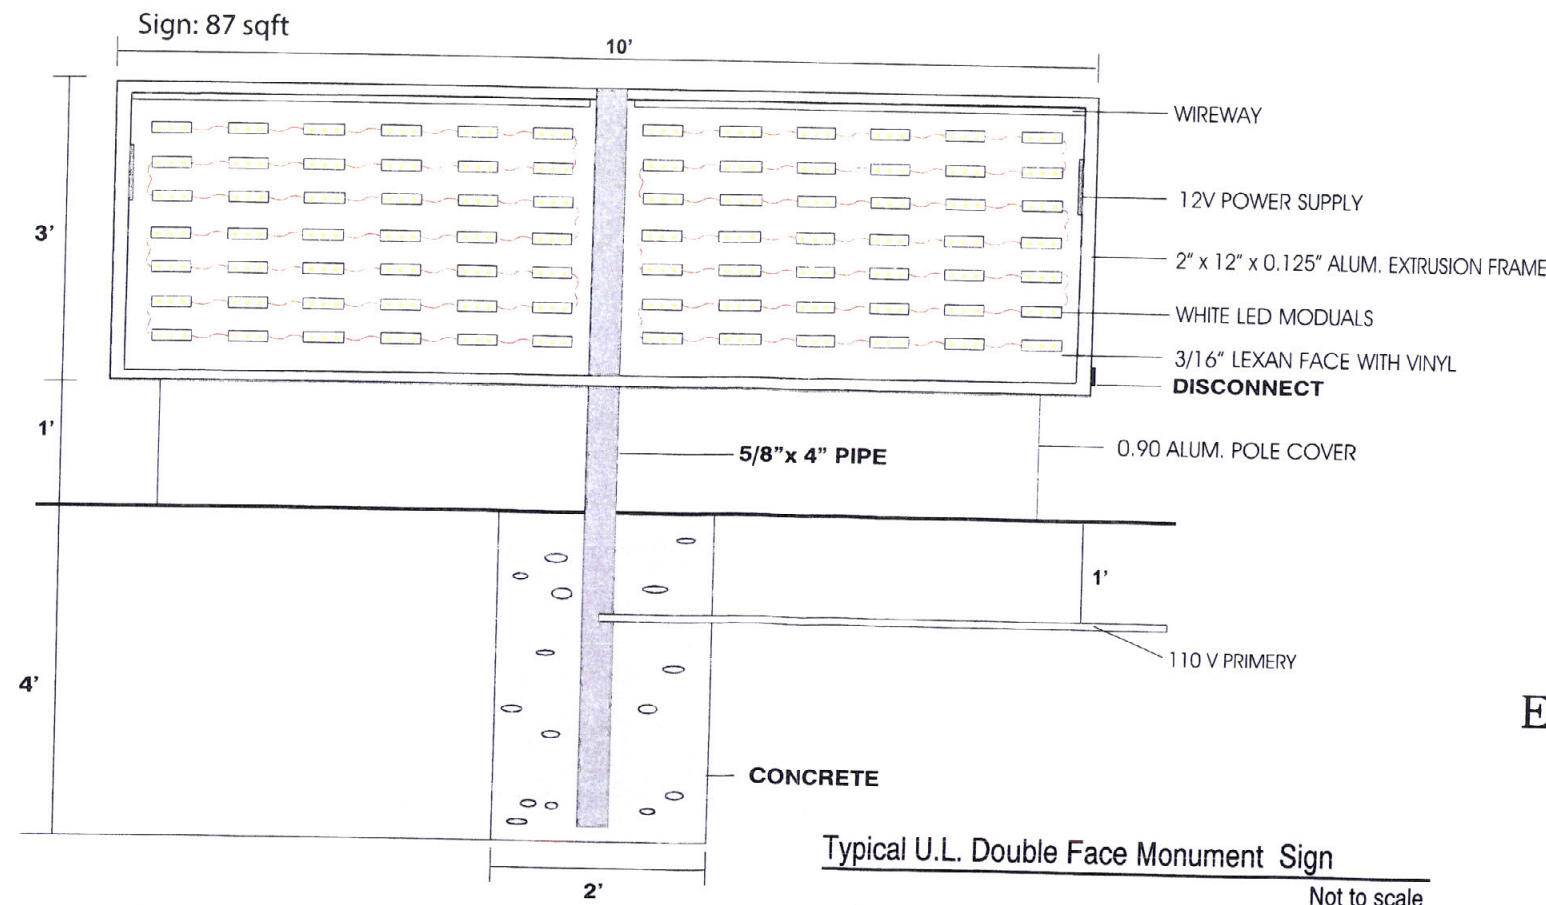 Sign: 87 sqft
10'
WIREWAY
12V POWER SUPPLY
3'
2" x 12" x 0.125" ALUM. EXTRUSION FRAME
WHITE LED MODUALS
3/16" LEXAN FACE WITH VINYL
DISCONNECT
1'
5/8"x 4" PIPE
0.90 ALUM. POLE COVER
1'
110 V PRIMERY
4'
E
CONCRETE
Typical U.L. Double Face Monument Sign
2'
Not to scale